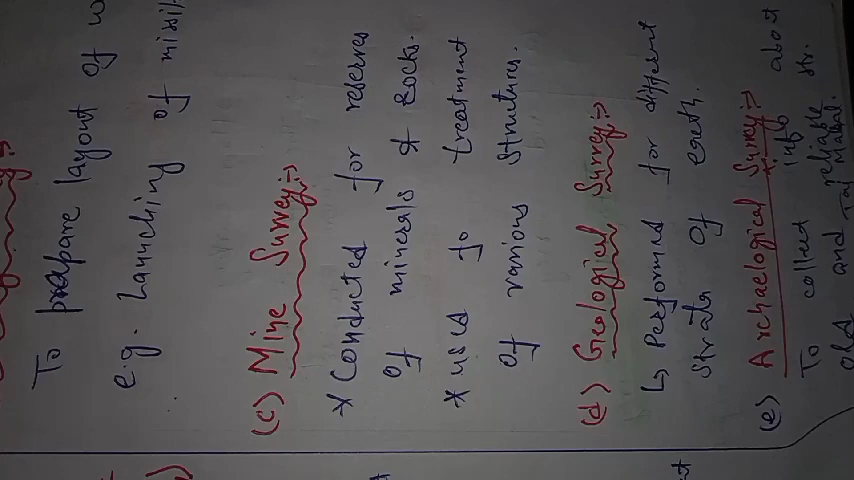 To prepare layout of
e.g. Launching of
(c) Mine Survey:→
* Conducted for reserves
of minerals & rocks.
* used to treatment
of various structures.
(d) Geological Survey:→
↳ Performed for different
strata of earth.
(e) Archaelogical Survey:→
To collect info about
old and reliable str.